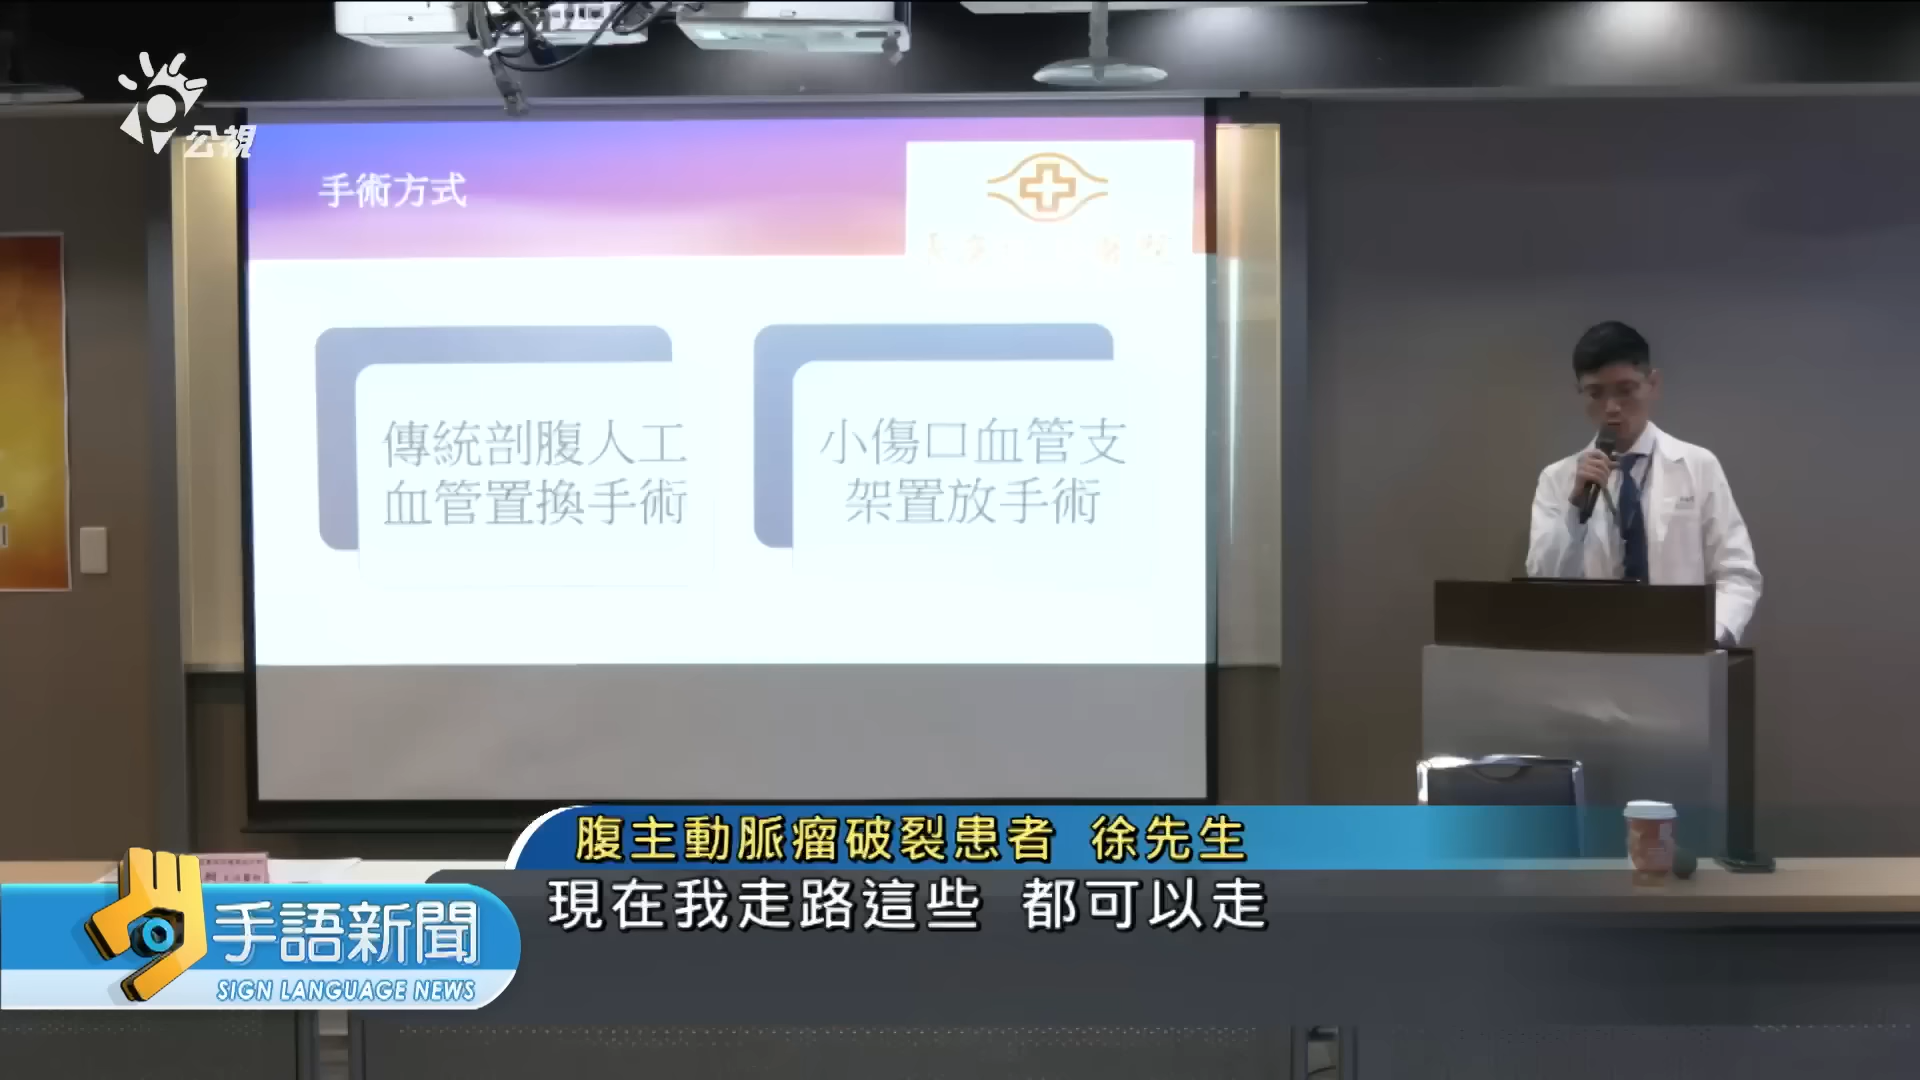 公視
手術方式
傳統剖腹人工
血管置換手術
小傷口血管支
架置放手術
腹主動脈瘤破裂患者 徐先生
現在我走路這些 都可以走
手語新聞
SIGN LANGUAGE NEWS